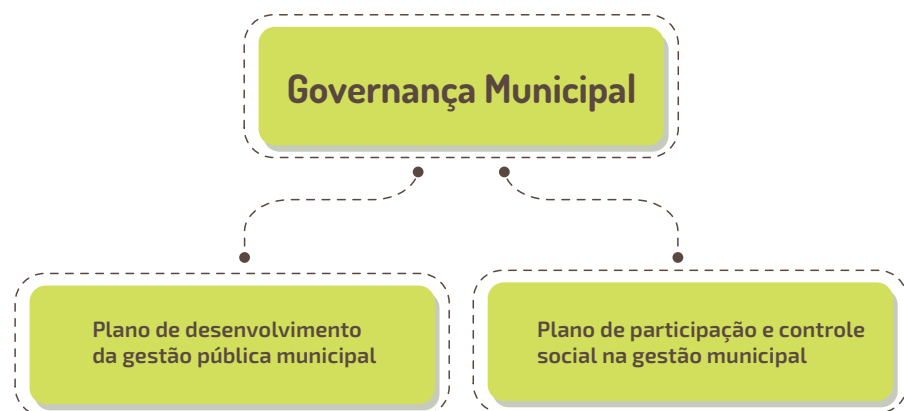 Governança Municipal
Plano de desenvolvimento
da gestão pública municipal
Plano de participação e controle
social na gestão municipal